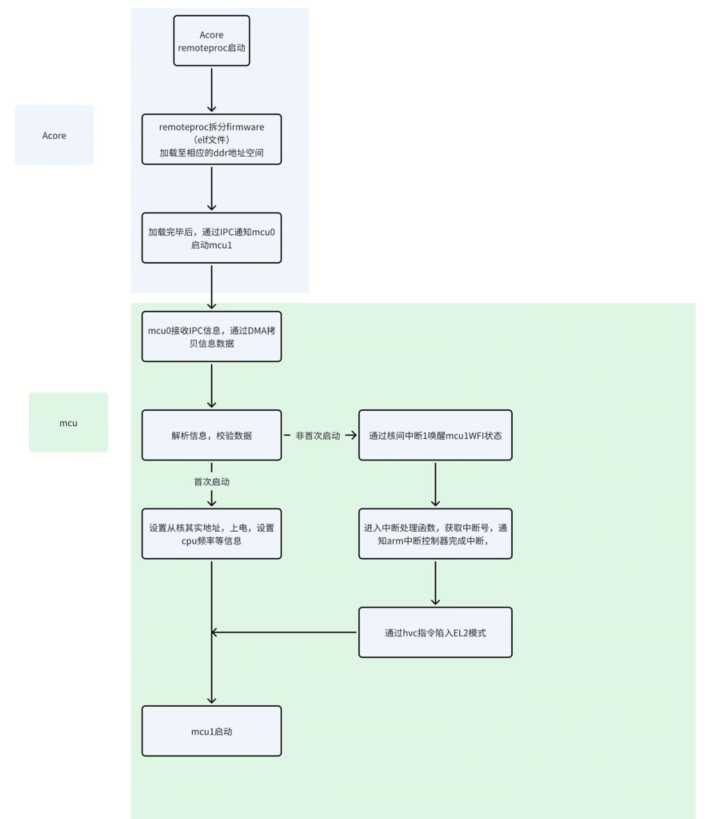 Acore
remoteproc启动
Acore
remoteproc拆分firmware
（elf文件）
加载至相应的ddr地址空间
加载完毕后，通过IPC通知mcu0
启动mcu1
mcu0接收IPC信息，通过DMA拷
贝信息数据
mcu
解析信息，校验数据
非首次启动
通过核间中断1唤醒mcu1WFI状态
首次启动
设置从核其实地址，上电，设置
cpu频率等信息
进入中断处理函数，获取中断号，通
知arm中断控制器完成中断，
通过hvc指令陷入EL2模式
mcu1启动